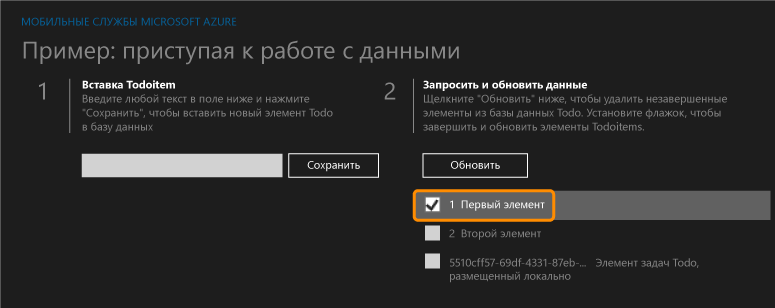 МОБИЛЬНЫЕ СЛУЖБЫ MICROSOFT AZURE
Пример: приступая к работе с данными
1
Вставка TodoItem
Введите любой текст в поле ниже и нажмите
"Сохранить", чтобы вставить новый элемент Todo
в базу данных
Сохранить
2
Запросить и обновить данные
Щелкните "Обновить" ниже, чтобы удалить незавершенные
элементы из базы данных Todo. Установите флажок, чтобы
завершить и обновить элементы Todoitems.
Обновить
1 Первый элемент
2 Второй элемент
5510cff57-69df-4331-87eb-... Элемент задач Todo,
размещенный локально